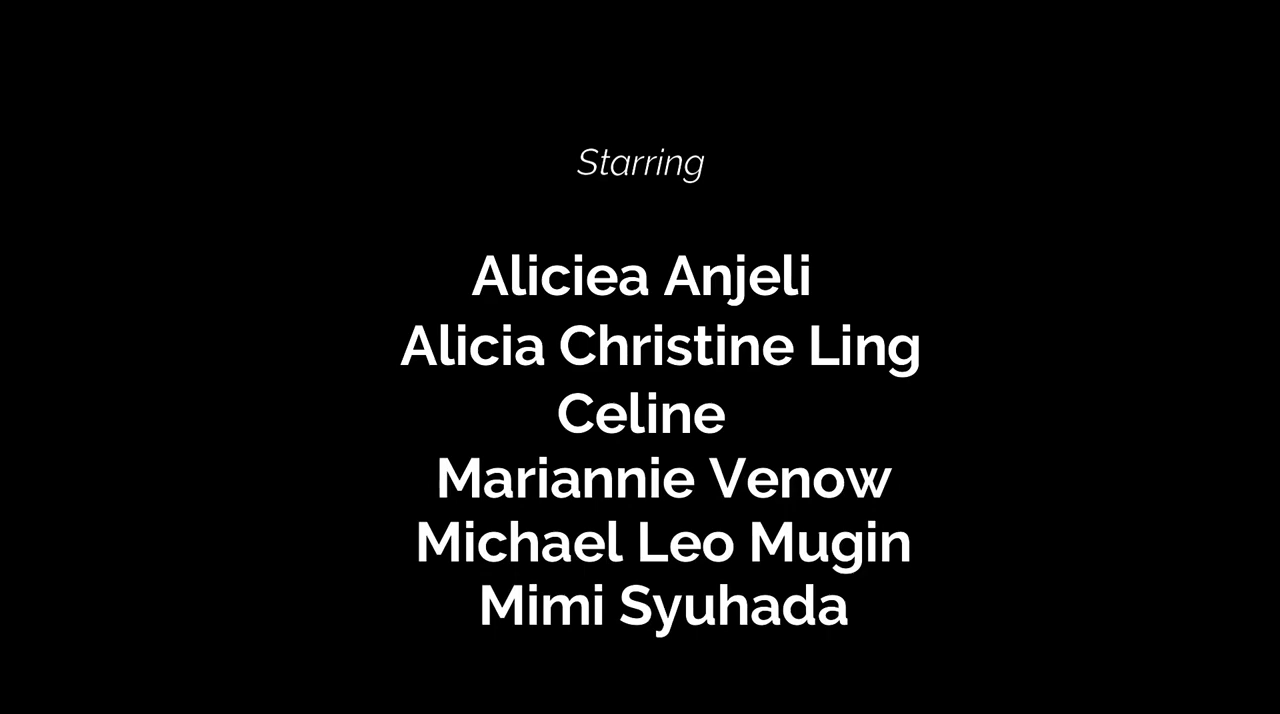 Starring
Aliciea Anjeli
Alicia Christine Ling
Celine
Mariannie Venow
Michael Leo Mugin
Mimi Syuhada